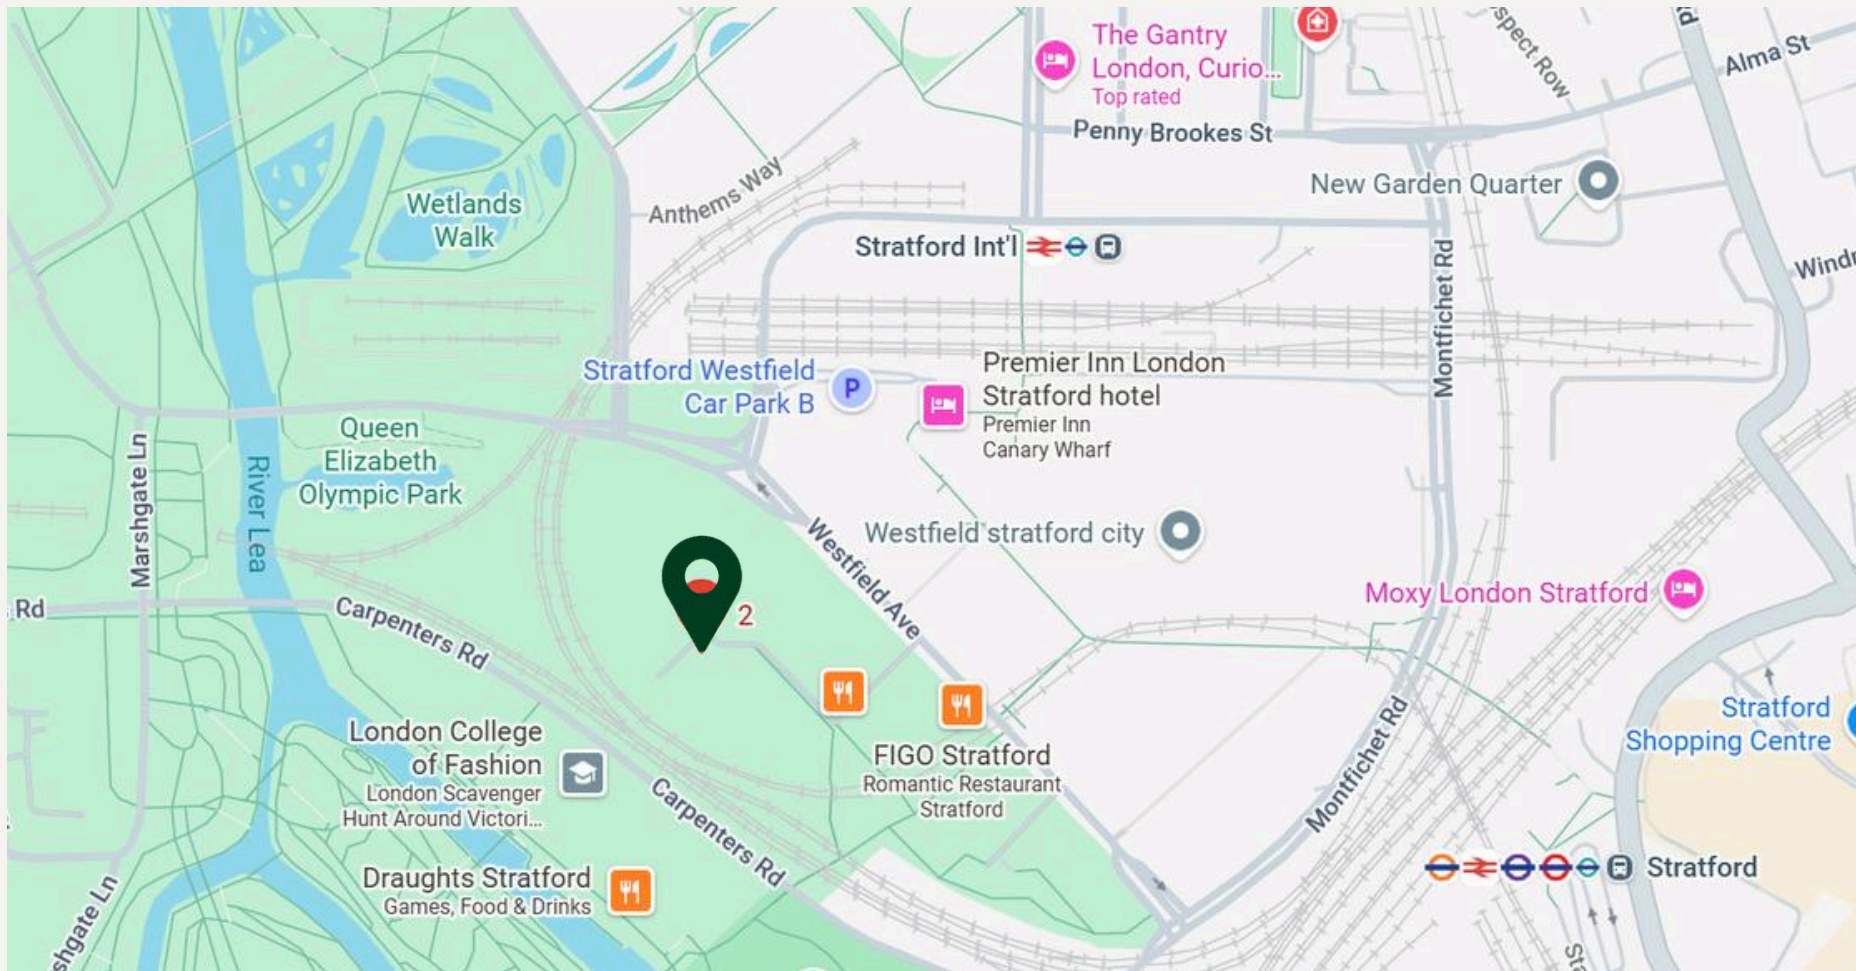 The Gantry
London, Curio...
Top rated
Alma St
Penny Brookes St
New Garden Quarter
Anthems Way
Wetlands
Walk
Stratford Int'l
Montfichet Rd
Stratford Westfield
Car Park B
P
Premier Inn London
Stratford hotel
Premier Inn
Canary Wharf
Queen
Elizabeth
Olympic Park
Marshgate Ln
River Lea
Westfield stratford city
Westfield Ave
Moxy London Stratford
Rd
Carpenters Rd
2
Stratford
Shopping Centre
London College
of Fashion
London Scavenger
Hunt Around Victori...
FIGO Stratford
Romantic Restaurant
Stratford
Montfichet Rd
Carpenters Rd
Draughts Stratford
Games, Food & Drinks
Stratford